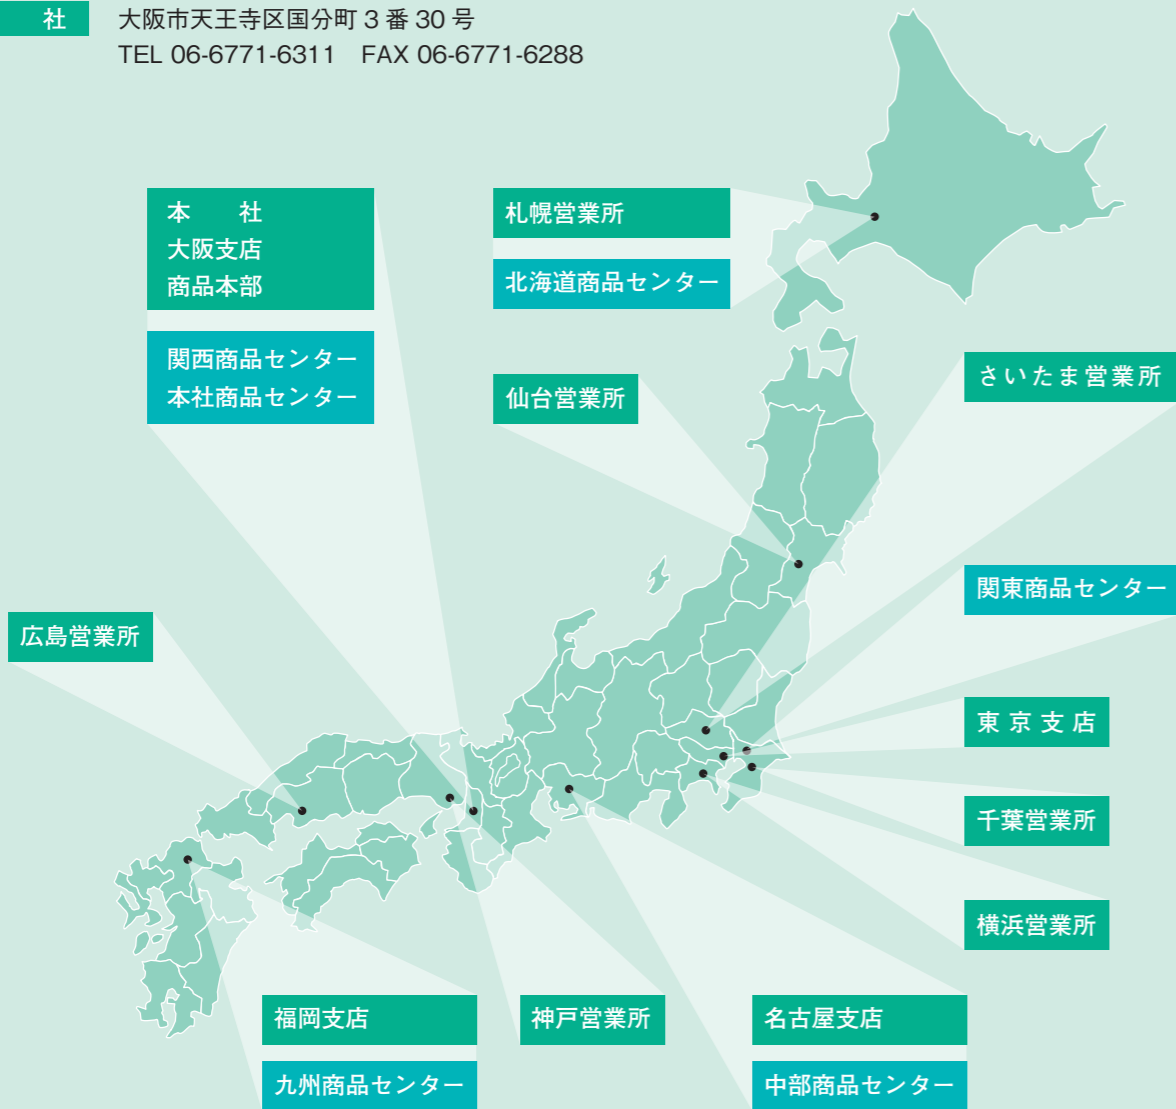 社
大阪市天王寺区国分町 3 番 30 号
TEL 06-6771-6311 FAX 06-6771-6288
本 社
大阪支店
商品本部
関西商品センター
本社商品センター
札幌営業所
北海道商品センター
仙台営業所
さいたま営業所
関東商品センター
広島営業所
東京支店
千葉営業所
横浜営業所
福岡支店
九州商品センター
神戸営業所
名古屋支店
中部商品センター